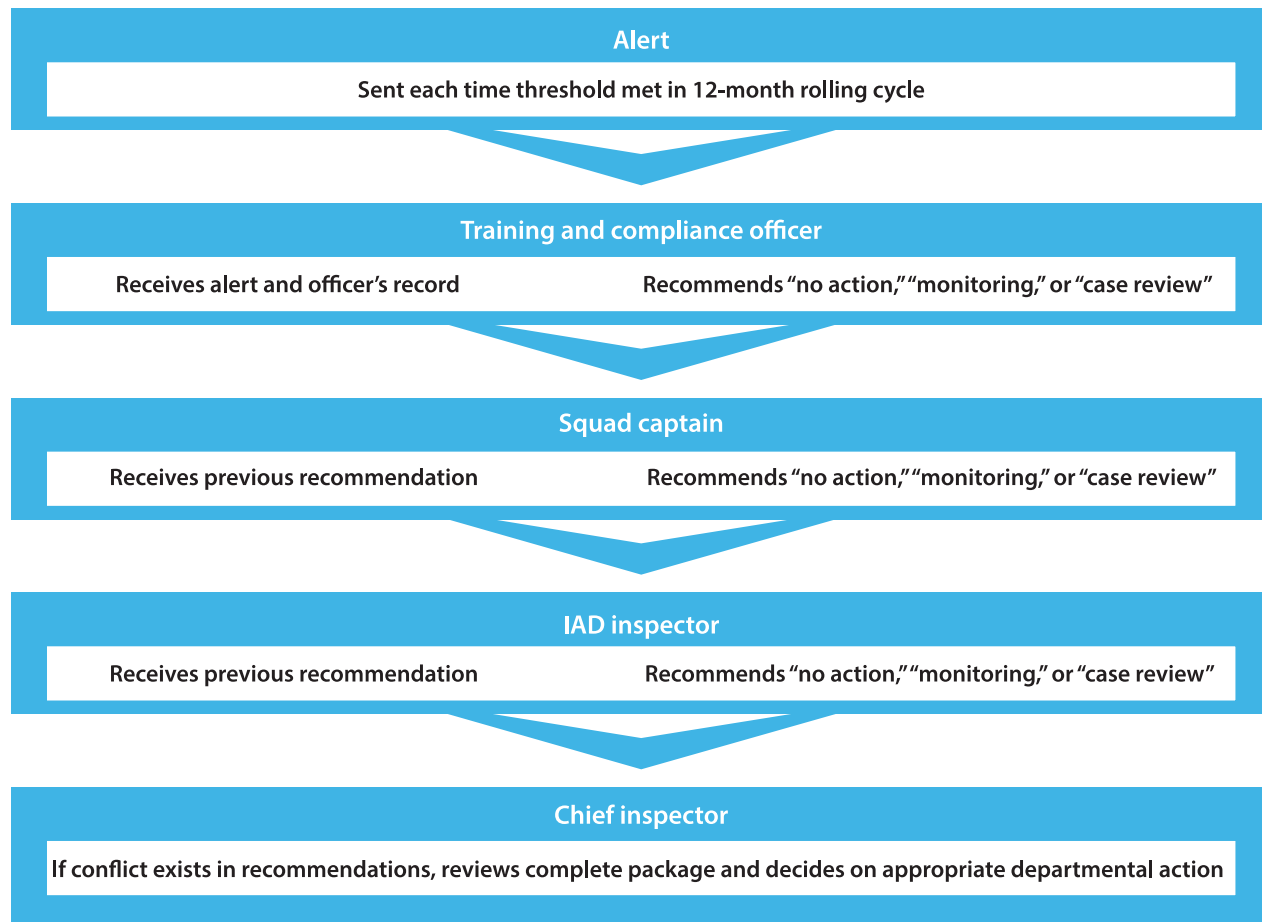 Alert
Sent each time threshold met in 12-month rolling cycle
Training and compliance officer
Receives alert and officer’s record Recommends “no action,” “monitoring,” or “case review”
Squad captain
Receives previous recommendation Recommends “no action,” “monitoring,” or “case review”
IAD inspector
Receives previous recommendation Recommends “no action,” “monitoring,” or “case review”
Chief inspector
If conflict exists in recommendations, reviews complete package and decides on appropriate departmental action